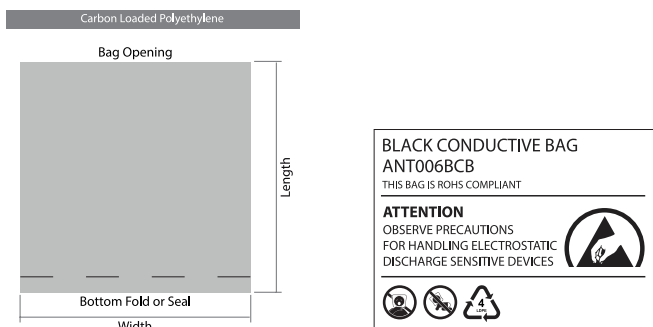 Carbon Loaded Polyethylene
Bag Opening
Length
Bottom Fold or Seal
Width
BLACK CONDUCTIVE BAG
ANT006BCB
THIS BAG IS ROHS COMPLIANT
ATTENTION
OBSERVE PRECAUTIONS
FOR HANDLING ELECTROSTATIC
DISCHARGE SENSITIVE DEVICES
4
LDPE